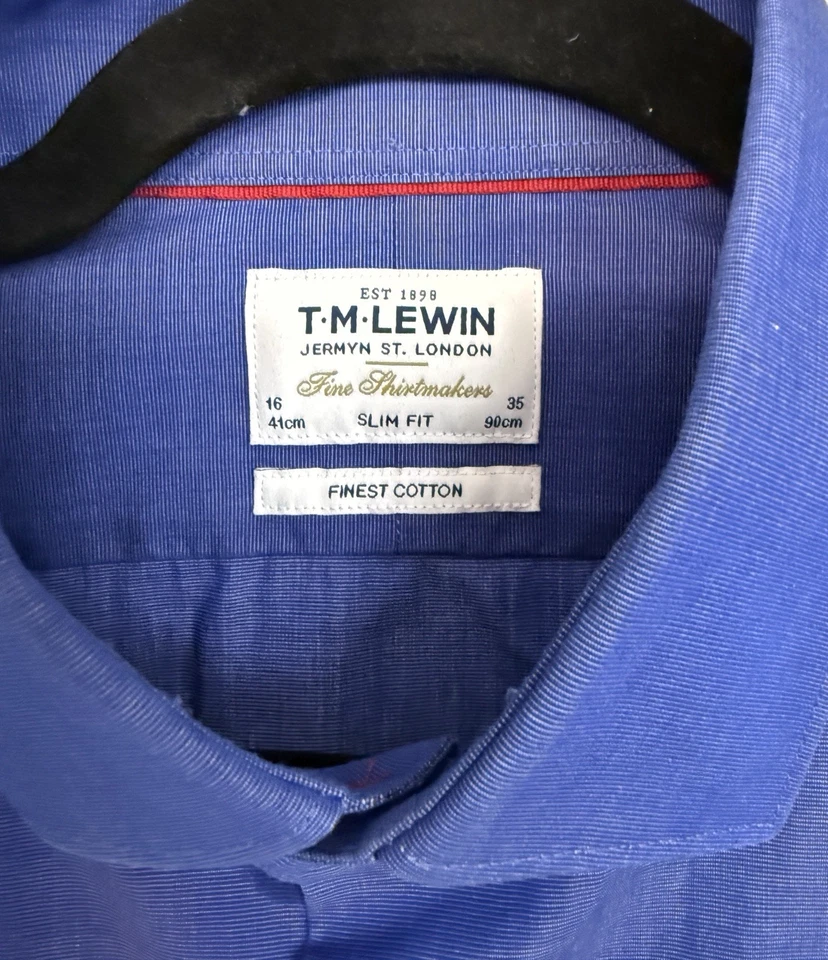 EST 1898
T·M·LEWIN
JERMYN ST. LONDON
Fine Shirtmakers
16 35
41cm SLIM FIT 90cm
FINEST COTTON